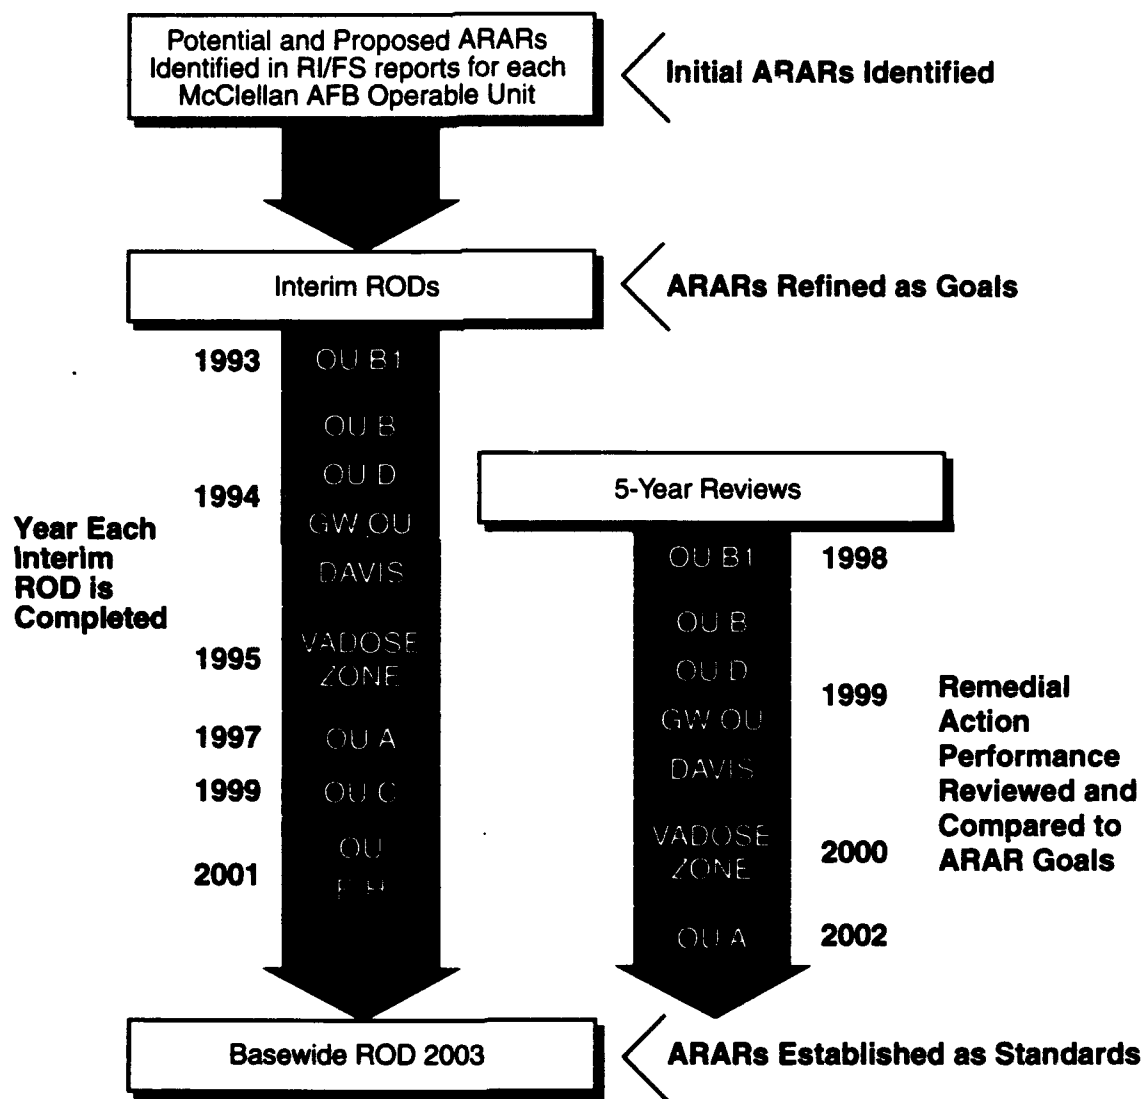 Potential and Proposed ARARs
Identified in RI/FS reports for each
McClellan AFB Operable Unit
Initial ARARs Identified
Interim RODs
ARARs Refined as Goals
Year Each
Interim
ROD is
Completed
1993
OU B1
1994
OU B
OU D
GW OU
DAVIS
1995
VADOSE
ZONE
1997
OU A
1999
OU C
2001
OU
5-Year Reviews
OU B1
1998
OU B
OU D
GW OU
DAVIS
1999
VADOSE
ZONE
2000
OU A
2002
Remedial
Action
Performance
Reviewed and
Compared to
ARAR Goals
Basewide ROD 2003
ARARs Established as Standards